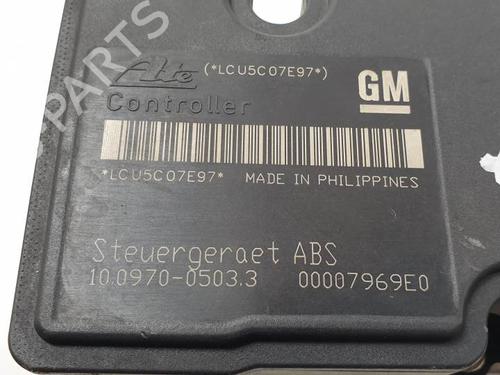 Ate (*LCU5C07E97*)
GM
Controller
*LCU5C07E97* MADE IN PHILIPPINES
Steuergeraet ABS
10.0970-0503.3 00007969E0